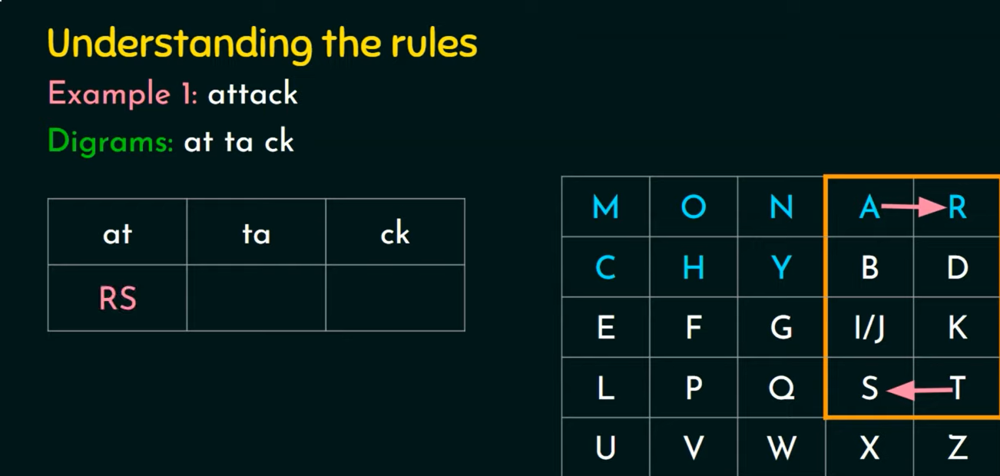 Understanding the rules
Example 1: attack
Digrams: at ta ck
at ta ck
RS
M O N A R
C H Y B D
E F G I/J K
L P Q S T
U V W X Z